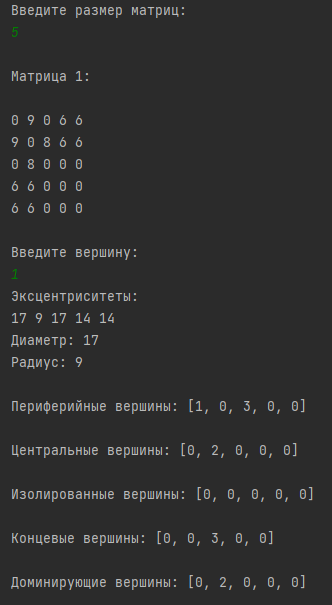 Введите размер матриц:
5
Матрица 1:
0 9 0 6 6
9 0 8 6 6
0 8 0 0 0
6 6 0 0 0
6 6 0 0 0
Введите вершину:
1
Эксцентриситеты:
17 9 17 14 14
Диаметр: 17
Радиус: 9
Периферийные вершины: [1, 0, 3, 0, 0]
Центральные вершины: [0, 2, 0, 0, 0]
Изолированные вершины: [0, 0, 0, 0, 0]
Концевые вершины: [0, 0, 3, 0, 0]
Доминирующие вершины: [0, 2, 0, 0, 0]